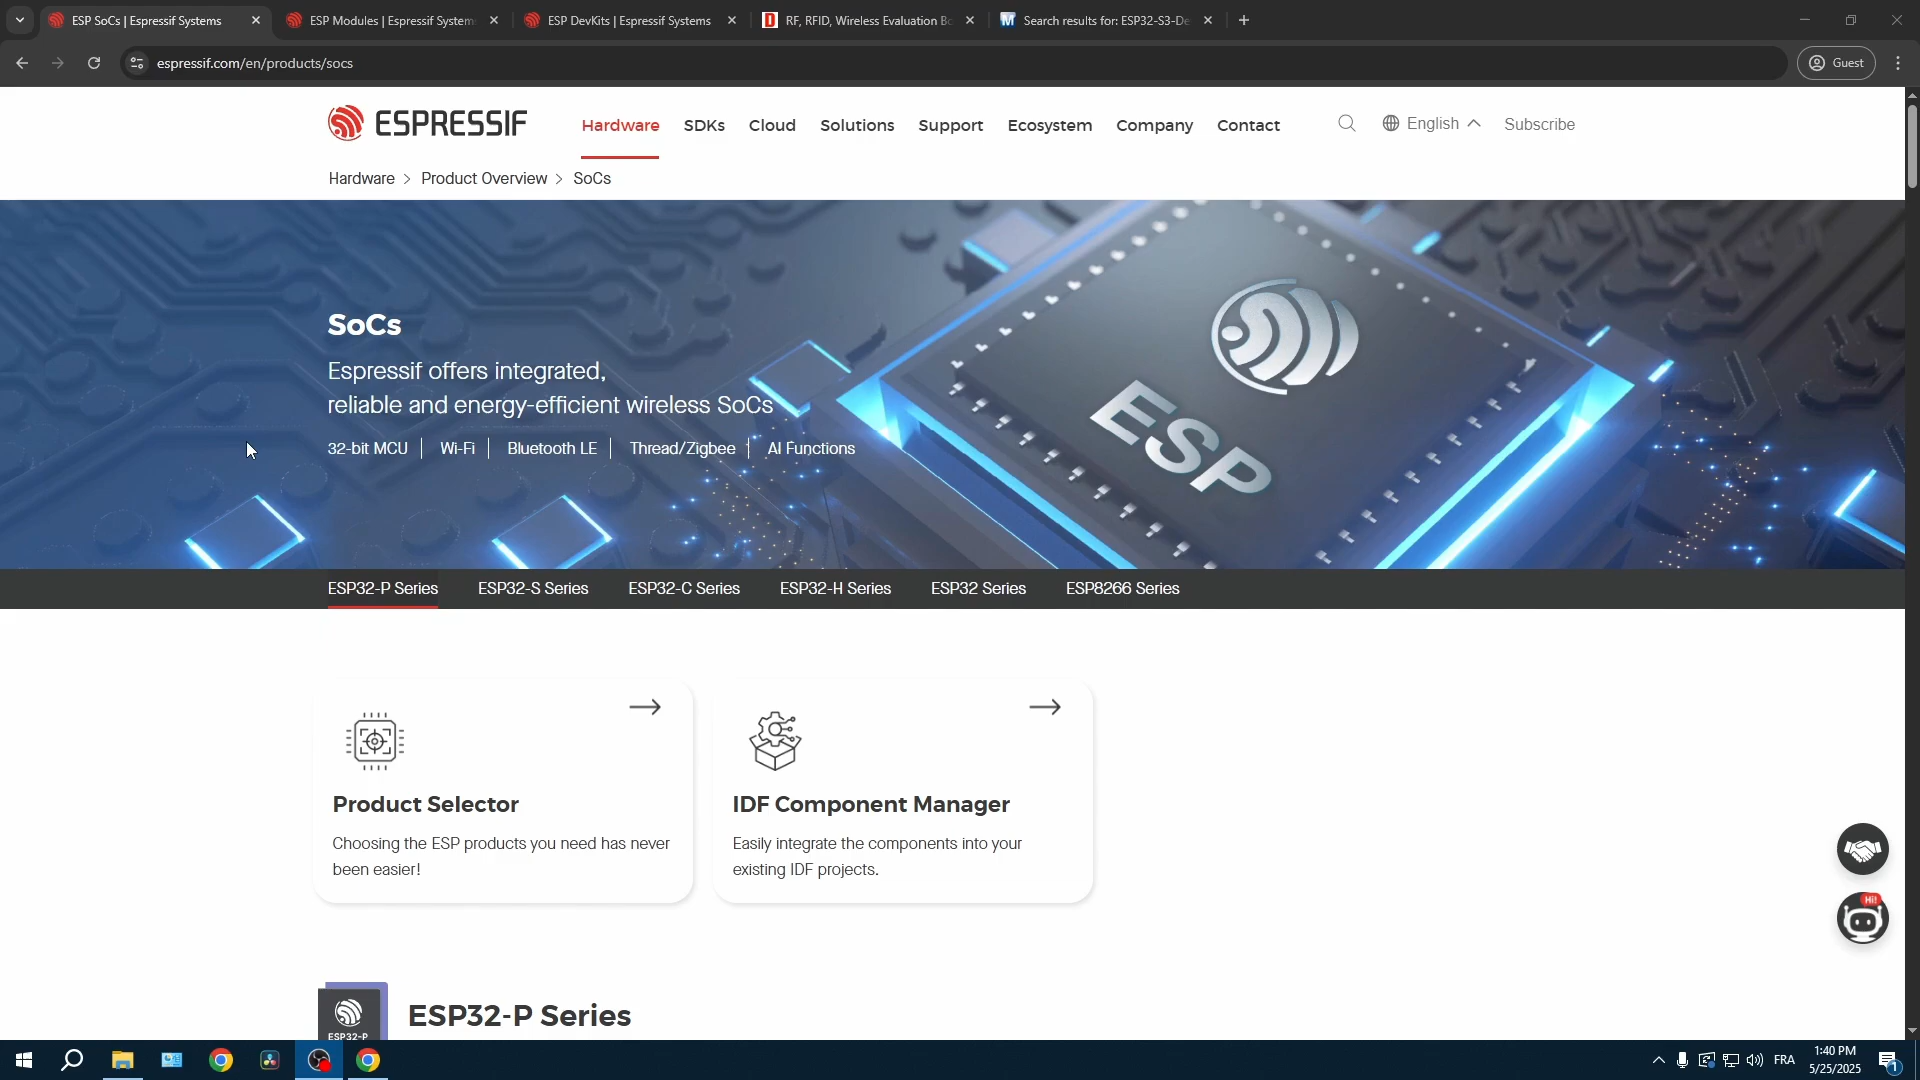 ESP SoCs | Espressif Systems
ESP Modules | Espressif System
ESP DevKits | Espressif Systems
RF, RFID, Wireless Evaluation Bo
Search results for: ESP32-S3-De
espressif.com/en/products/socs
Guest
ESPRESSIF
Hardware
SDKs
Cloud
Solutions
Support
Ecosystem
Company
Contact
English
Subscribe
Hardware > Product Overview > SoCs
SoCs
Espressif offers integrated,
reliable and energy-efficient wireless SoCs
32-bit MCU | Wi-Fi | Bluetooth LE | Thread/Zigbee | AI Functions
ESP
ESP32-P Series
ESP32-S Series
ESP32-C Series
ESP32-H Series
ESP32 Series
ESP8266 Series
Product Selector
Choosing the ESP products you need has never
been easier!
IDF Component Manager
Easily integrate the components into your
existing IDF projects.
Hi!
ESP32-P
ESP32-P Series
FRA
1:40 PM
5/25/2025
1